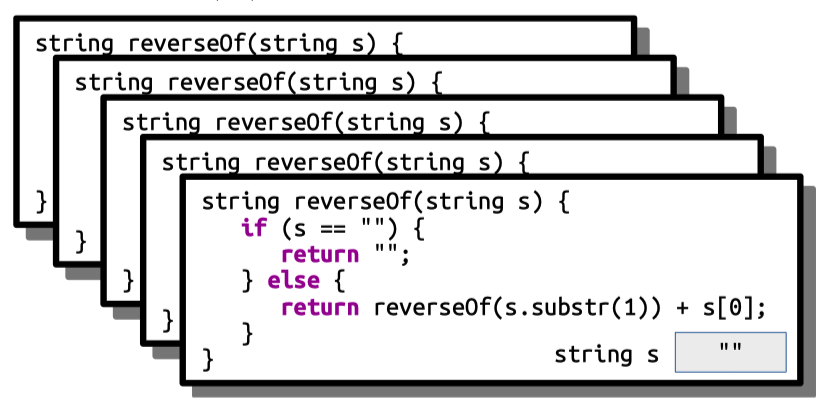 string reverseOf(string s) {
string reverseOf(string s) {
string reverseOf(string s) {
string reverseOf(string s) {
string reverseOf(string s) {
if (s == "") {
return "";
} else {
return reverseOf(s.substr(1)) + s[0];
}
}
string s ""
}
}
}
}